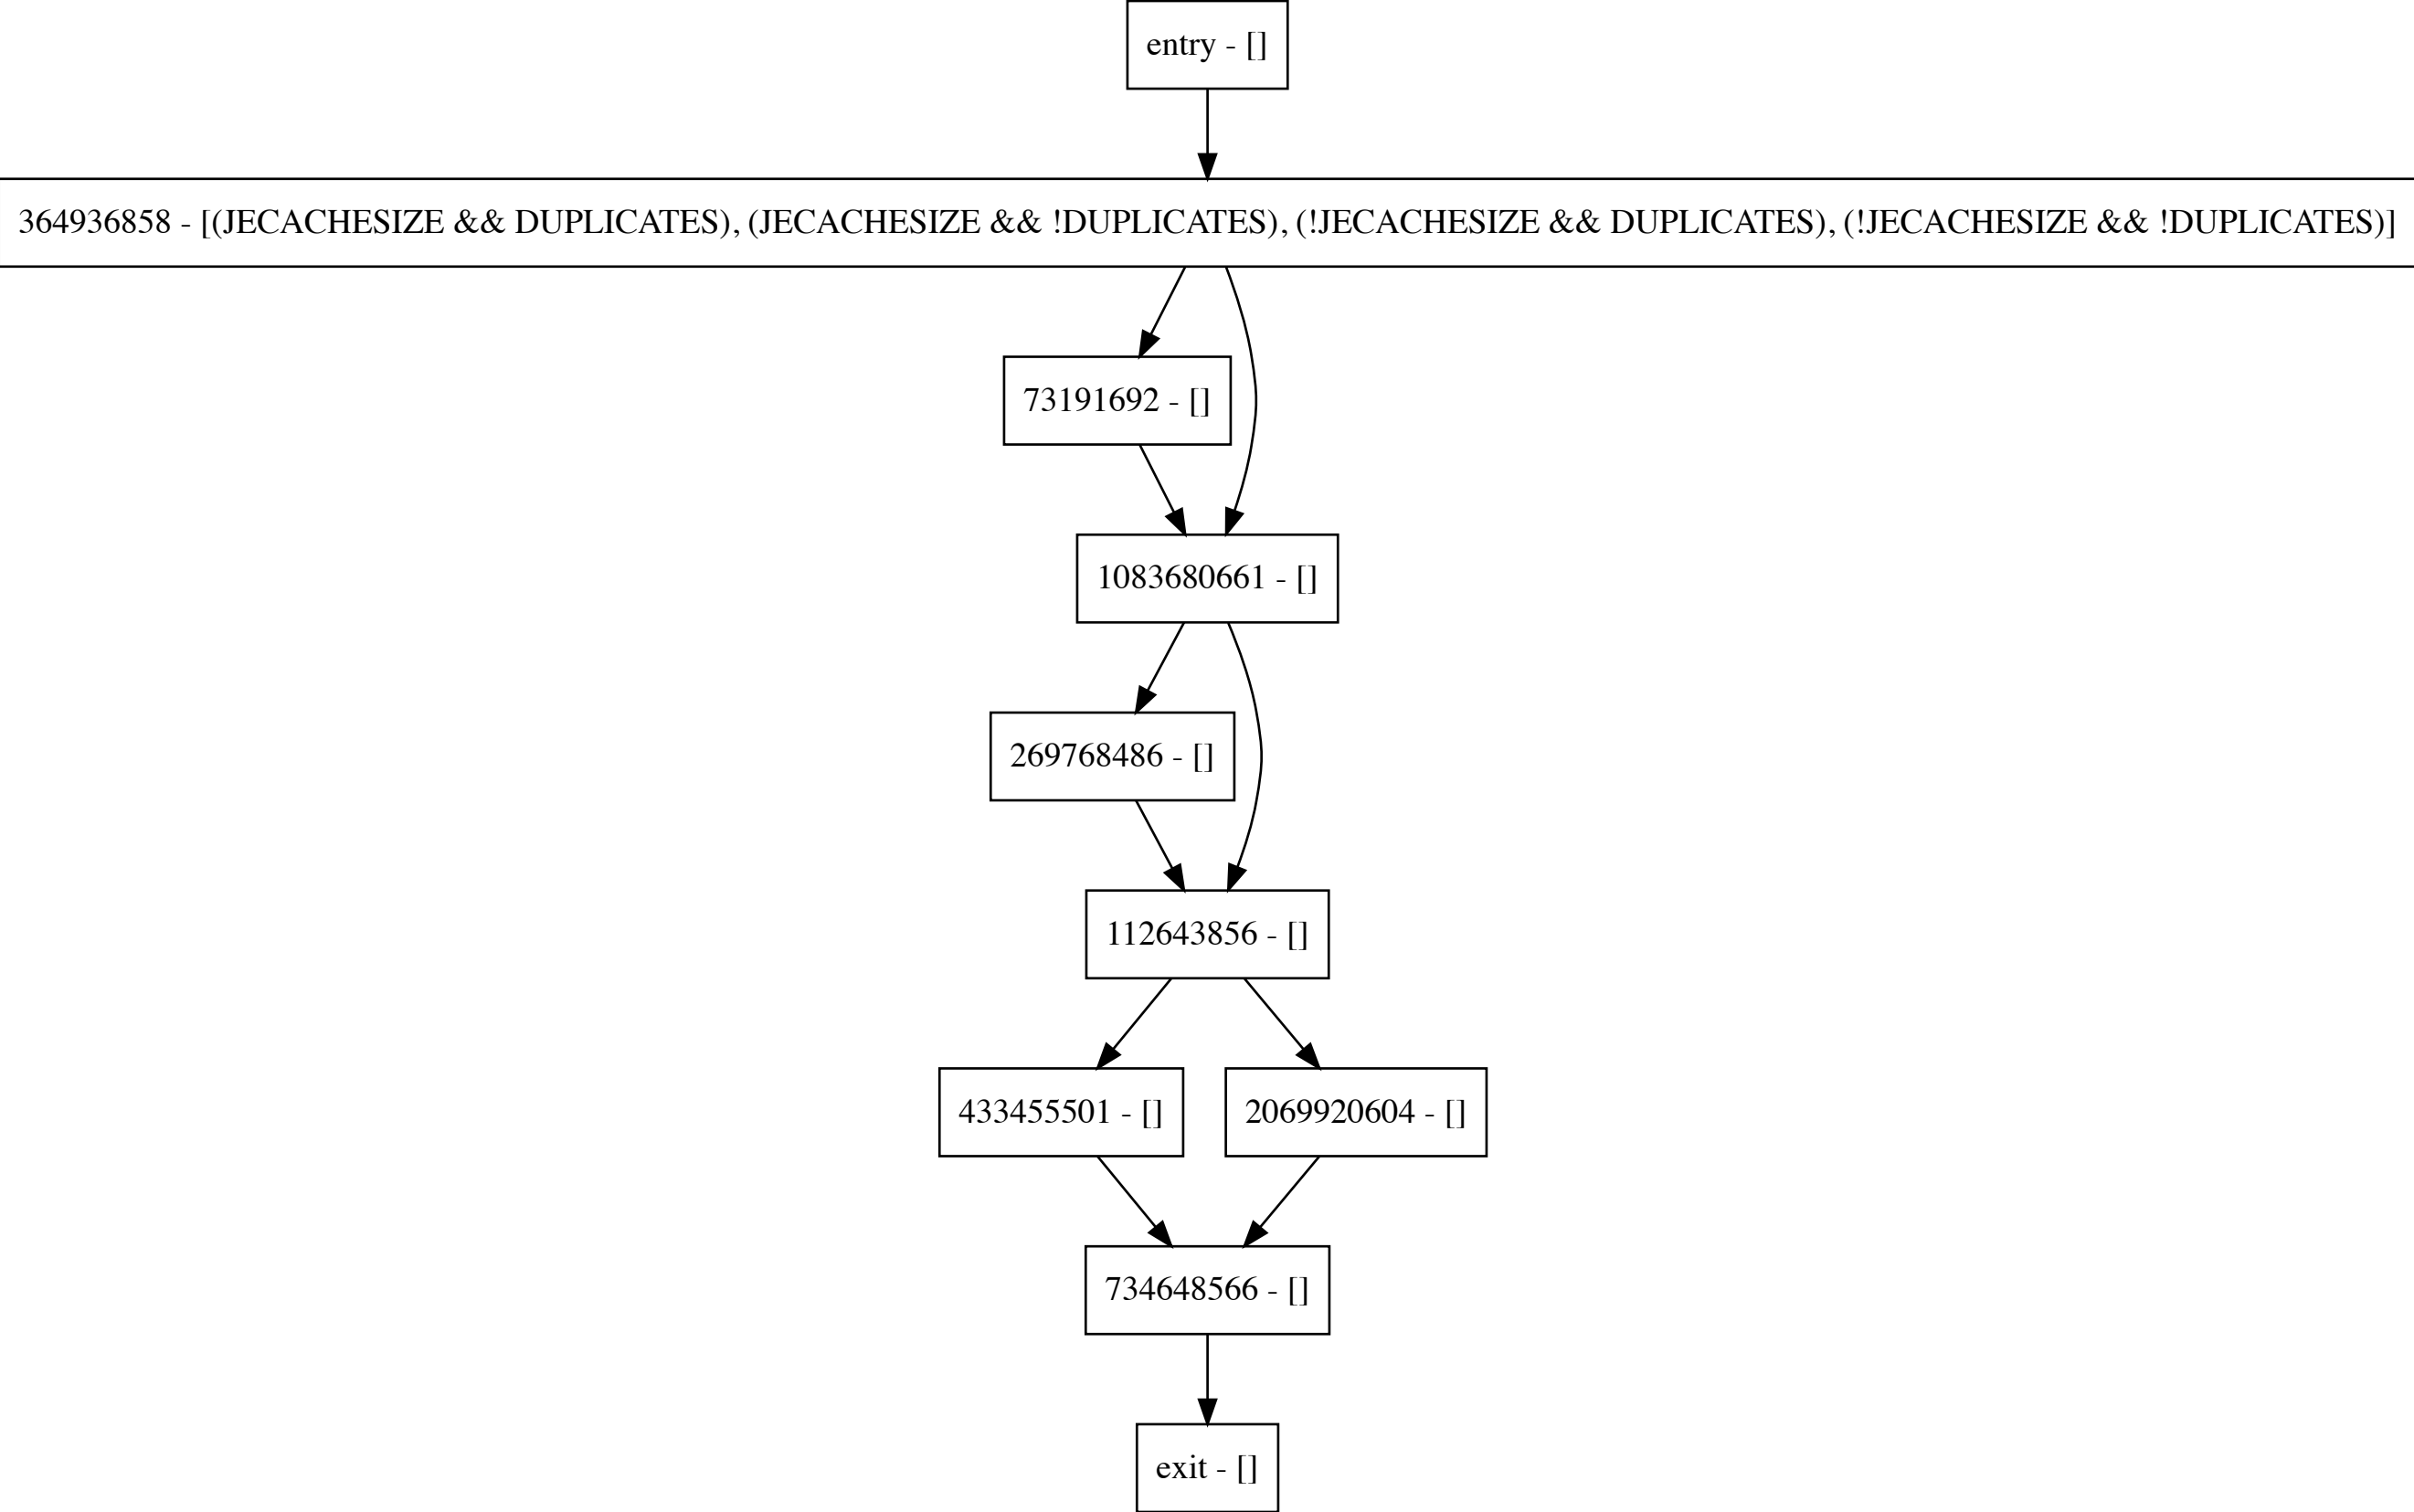 entry - []
364936858 - [(JECACHESIZE && DUPLICATES), (JECACHESIZE && !DUPLICATES), (!JECACHESIZE && DUPLICATES), (!JECACHESIZE && !DUPLICATES)]
73191692 - []
1083680661 - []
269768486 - []
112643856 - []
433455501 - []
2069920604 - []
734648566 - []
exit - []